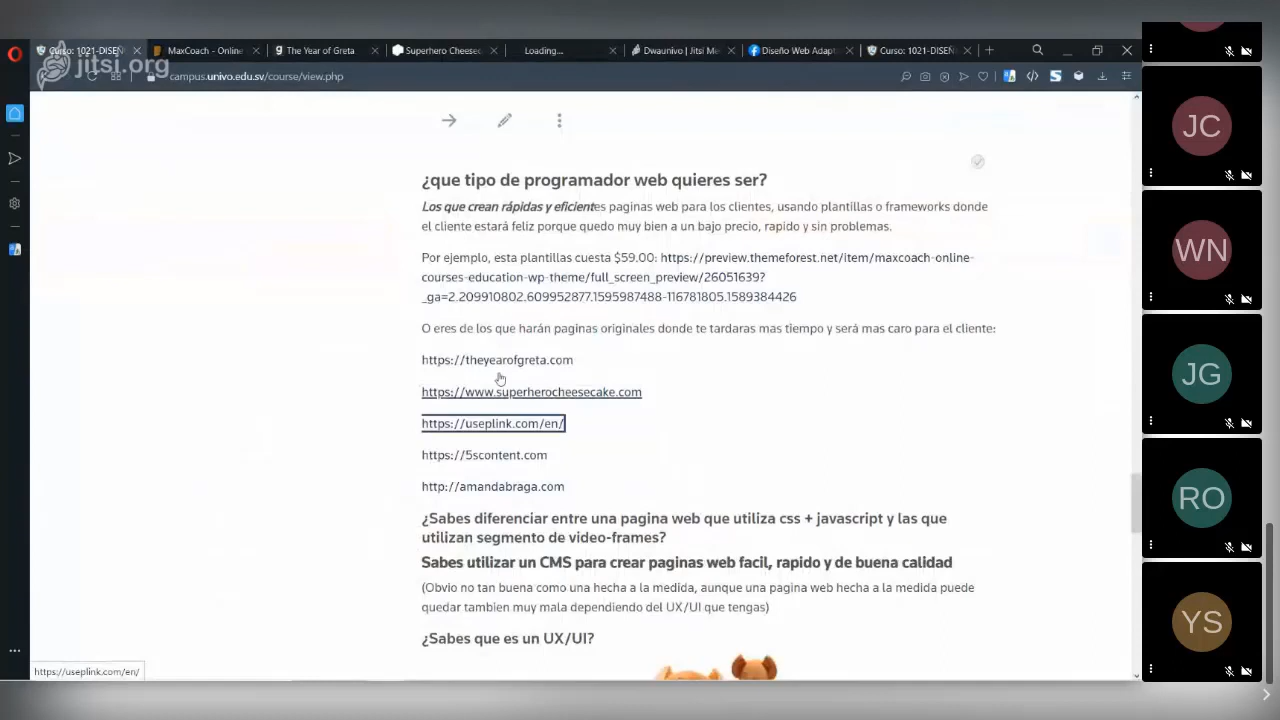 Curso: 1021-DISEÑ
MaxCoach - Online
The Year of Greta
Superhero Cheesec
Loading...
Dwaunivo | Jitsi Me
Diseño Web Adapt
Curso: 1021-DISEÑ
jitsi.org
campus.univo.edu.sv/course/view.php
¿que tipo de programador web quieres ser?
Los que crean rápidas y eficientes paginas web para los clientes, usando plantillas o frameworks donde
el cliente estará feliz porque quedo muy bien a un bajo precio, rapido y sin problemas.
Por ejemplo, esta plantillas cuesta $59.00: https://preview.themeforest.net/item/maxcoach-online-
courses-education-wp-theme/full_screen_preview/26051639?
_ga=2.209910802.609952877.1595987488-116781805.1589384426
O eres de los que harán paginas originales donde te tardaras mas tiempo y será mas caro para el cliente:
https://theyearofgreta.com
https://www.superherocheesecake.com
https://useplink.com/en/
https://5scontent.com
http://amandabraga.com
¿Sabes diferenciar entre una pagina web que utiliza css + javascript y las que
utilizan segmento de video-frames?
Sabes utilizar un CMS para crear paginas web facil, rapido y de buena calidad
(Obvio no tan buena como una hecha a la medida, aunque una pagina web hecha a la medida puede
quedar tambien muy mala dependiendo del UX/UI que tengas)
¿Sabes que es un UX/UI?
https://useplink.com/en/
JC
WN
JG
RO
YS